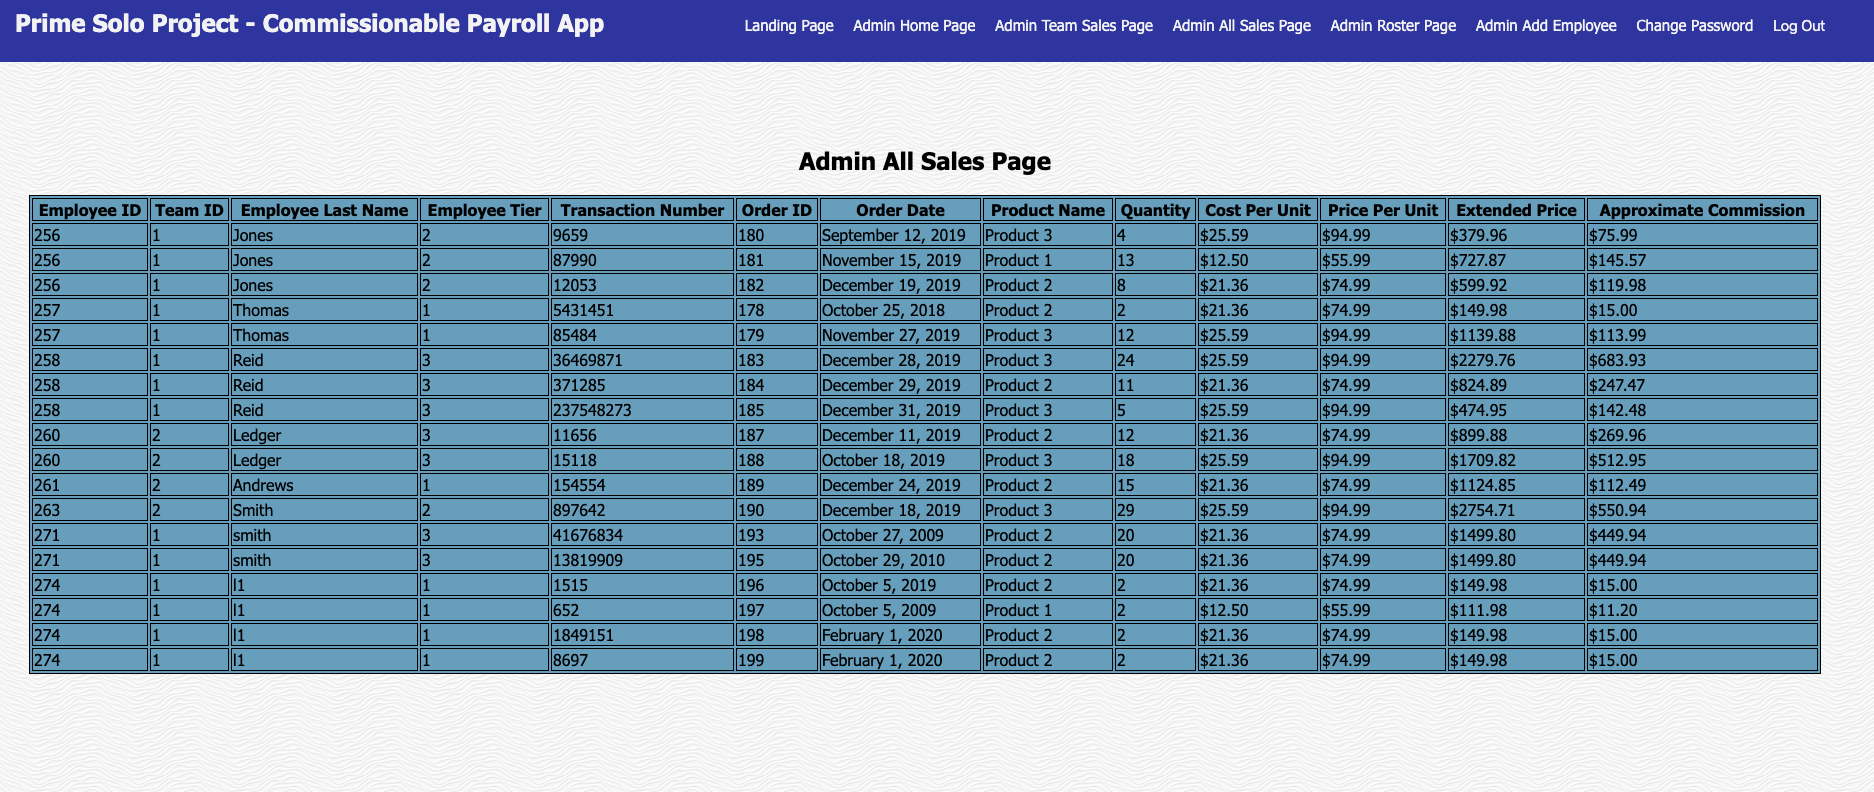 Prime Solo Project - Commissionable Payroll App Landing Page Admin Home Page Admin Team Sales Page Admin All Sales Page Admin Roster Page Admin Add Employee Change Password Log Out
Admin All Sales Page
Employee ID Team ID Employee Last Name Employee Tier Transaction Number Order ID Order Date Product Name Quantity Cost Per Unit Price Per Unit Extended Price Approximate Commission
256 1 Jones 2 9659 180 September 12, 2019 Product 3 4 $25.59 $94.99 $379.96 $75.99
256 1 Jones 2 87990 181 November 15, 2019 Product 1 13 $12.50 $55.99 $727.87 $145.57
256 1 Jones 2 12053 182 December 19, 2019 Product 2 8 $21.36 $74.99 $599.92 $119.98
257 1 Thomas 1 5431451 178 October 25, 2018 Product 2 2 $21.36 $74.99 $149.98 $15.00
257 1 Thomas 1 85484 179 November 27, 2019 Product 3 12 $25.59 $94.99 $1139.88 $113.99
258 1 Reid 3 36469871 183 December 28, 2019 Product 3 24 $25.59 $94.99 $2279.76 $683.93
258 1 Reid 3 371285 184 December 29, 2019 Product 2 11 $21.36 $74.99 $824.89 $247.47
258 1 Reid 3 237548273 185 December 31, 2019 Product 3 5 $25.59 $94.99 $474.95 $142.48
260 2 Ledger 3 11656 187 December 11, 2019 Product 2 12 $21.36 $74.99 $899.88 $269.96
260 2 Ledger 3 15118 188 October 18, 2019 Product 3 18 $25.59 $94.99 $1709.82 $512.95
261 2 Andrews 1 154554 189 December 24, 2019 Product 2 15 $21.36 $74.99 $1124.85 $112.49
263 2 Smith 2 897642 190 December 18, 2019 Product 3 29 $25.59 $94.99 $2754.71 $550.94
271 1 smith 3 41676834 193 October 27, 2009 Product 2 20 $21.36 $74.99 $1499.80 $449.94
271 1 smith 3 13819909 195 October 29, 2010 Product 2 20 $21.36 $74.99 $1499.80 $449.94
274 1 l1 1 1515 196 October 5, 2019 Product 2 2 $21.36 $74.99 $149.98 $15.00
274 1 l1 1 652 197 October 5, 2009 Product 1 2 $12.50 $55.99 $111.98 $11.20
274 1 l1 1 1849151 198 February 1, 2020 Product 2 2 $21.36 $74.99 $149.98 $15.00
274 1 l1 1 8697 199 February 1, 2020 Product 2 2 $21.36 $74.99 $149.98 $15.00